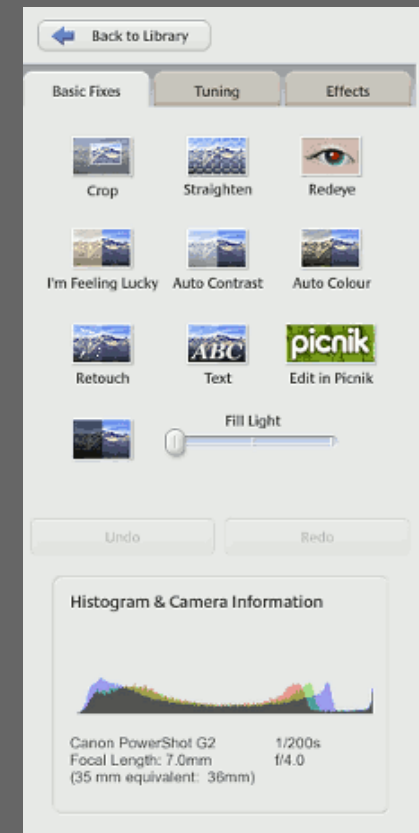 Back to Library
Basic Fixes Tuning Effects
Crop Straighten Redeye
I'm Feeling Lucky Auto Contrast Auto Colour
ABC picnik
Retouch Text Edit in Picnik
Fill Light
Undo Redo
Histogram & Camera Information
Canon PowerShot G2 1/200s
Focal Length: 7.0mm f/4.0
(35 mm equivalent: 36mm)